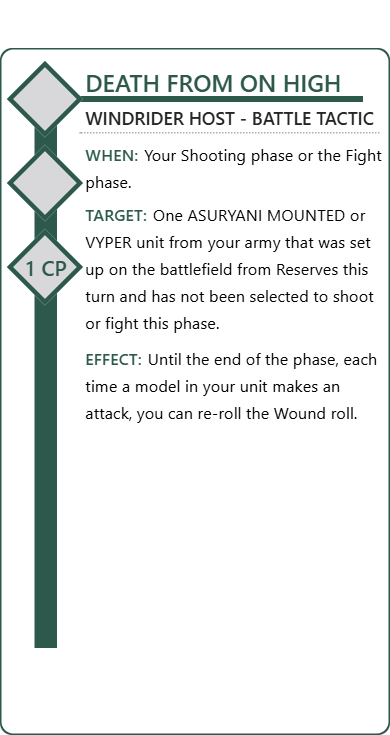 DEATH FROM ON HIGH
WINDRIDER HOST - BATTLE TACTIC
WHEN: Your Shooting phase or the Fight
phase.
TARGET: One ASURYANI MOUNTED or
VYPER unit from your army that was set
up on the battlefield from Reserves this
turn and has not been selected to shoot
or fight this phase.
1 CP
EFFECT: Until the end of the phase, each
time a model in your unit makes an
attack, you can re-roll the Wound roll.